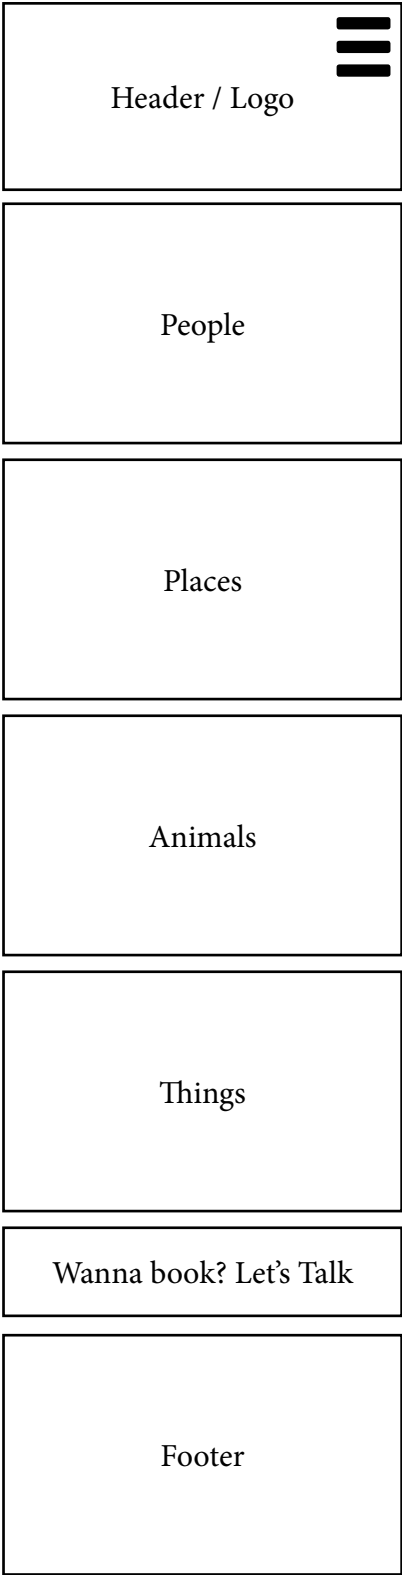 Header / Logo
People
Places
Animals
Things
Wanna book? Let’s Talk
Footer